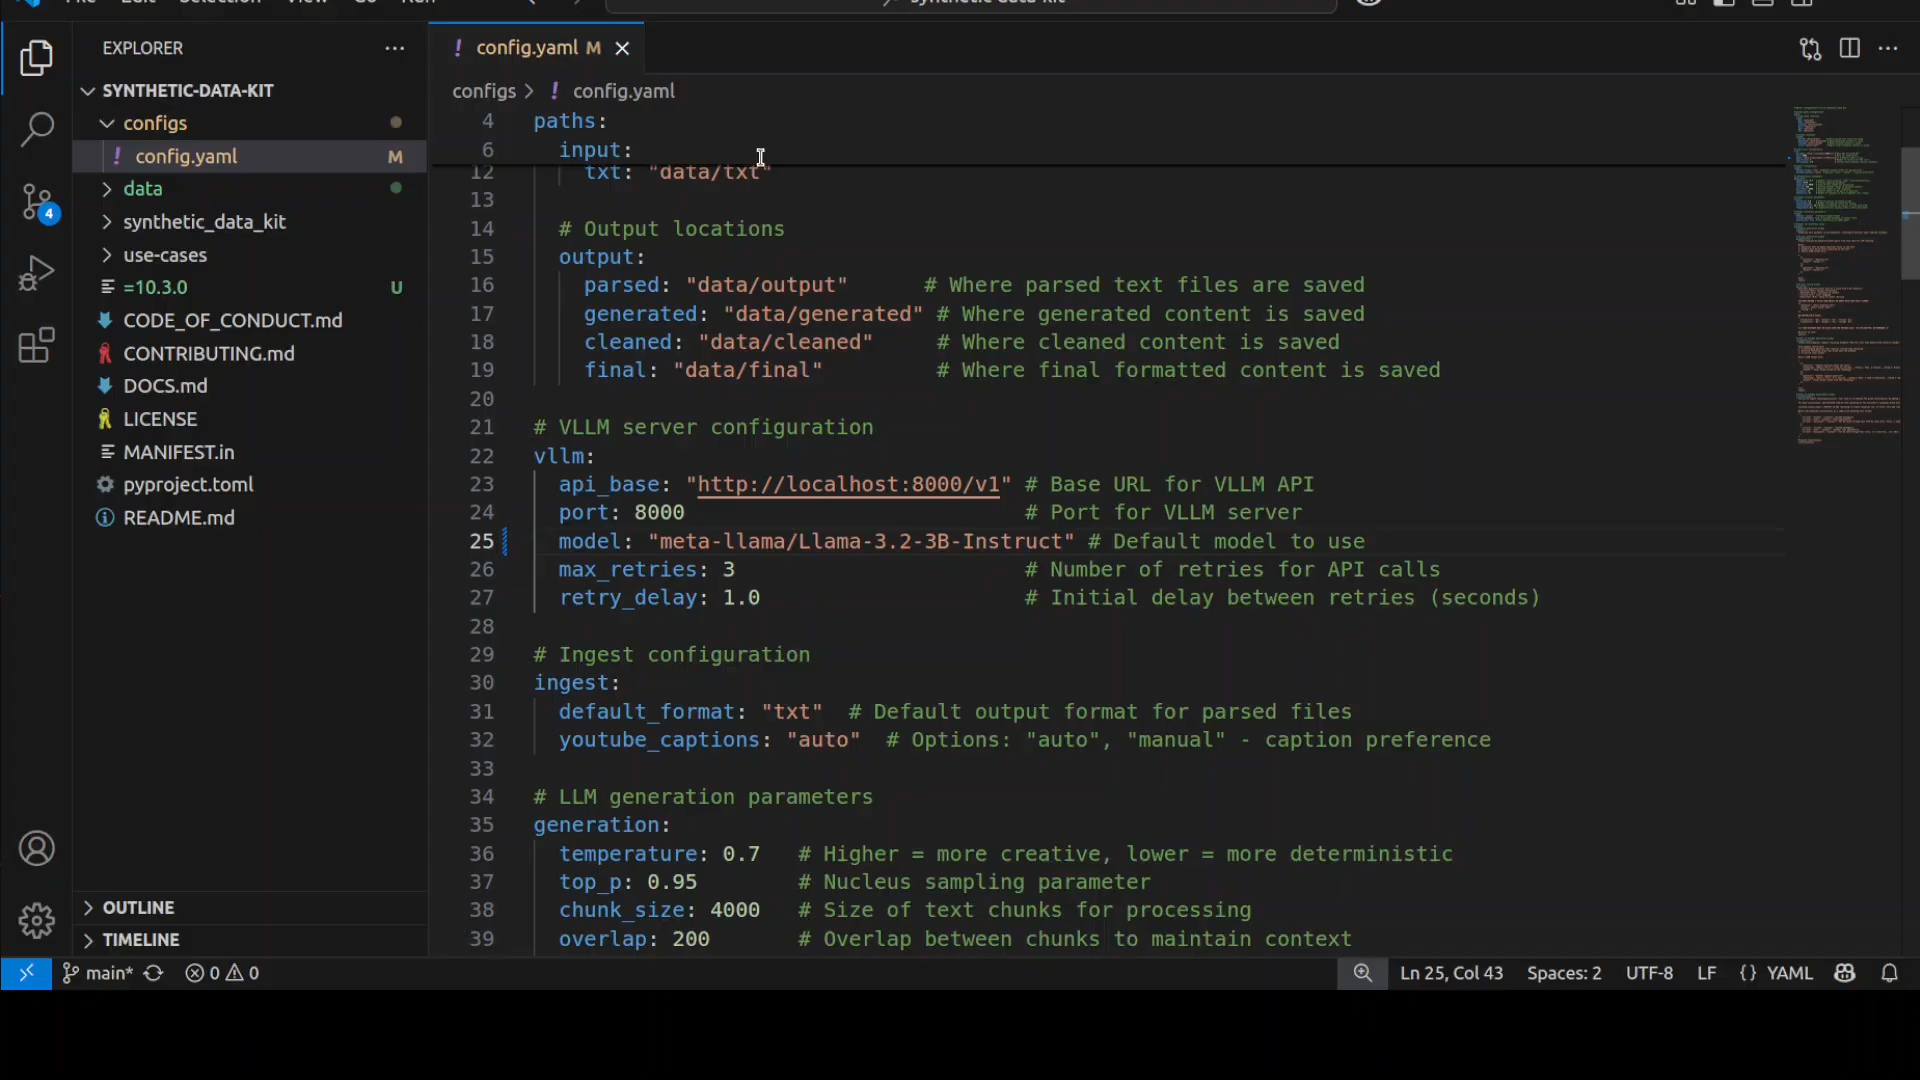 File Edit Selection View Go Run
synthetic-data-kit
EXPLORER
SYNTHETIC-DATA-KIT
configs
! config.yaml M
data
synthetic_data_kit
use-cases
=10.3.0 U
CODE_OF_CONDUCT.md
CONTRIBUTING.md
DOCS.md
LICENSE
MANIFEST.in
pyproject.toml
README.md
OUTLINE
TIMELINE
4
! config.yaml M
configs > ! config.yaml
4 paths:
6 input:
12 txt: "data/txt"
13
14 # Output locations
15 output:
16 parsed: "data/output" # Where parsed text files are saved
17 generated: "data/generated" # Where generated content is saved
18 cleaned: "data/cleaned" # Where cleaned content is saved
19 final: "data/final" # Where final formatted content is saved
20
21 # VLLM server configuration
22 vllm:
23 api_base: "http://localhost:8000/v1" # Base URL for VLLM API
24 port: 8000 # Port for VLLM server
25 model: "meta-llama/Llama-3.2-3B-Instruct" # Default model to use
26 max_retries: 3 # Number of retries for API calls
27 retry_delay: 1.0 # Initial delay between retries (seconds)
28
29 # Ingest configuration
30 ingest:
31 default_format: "txt" # Default output format for parsed files
32 youtube_captions: "auto" # Options: "auto", "manual" - caption preference
33
34 # LLM generation parameters
35 generation:
36 temperature: 0.7 # Higher = more creative, lower = more deterministic
37 top_p: 0.95 # Nucleus sampling parameter
38 chunk_size: 4000 # Size of text chunks for processing
39 overlap: 200 # Overlap between chunks to maintain context
main* 0 0 Ln 25, Col 43 Spaces: 2 UTF-8 LF {} YAML